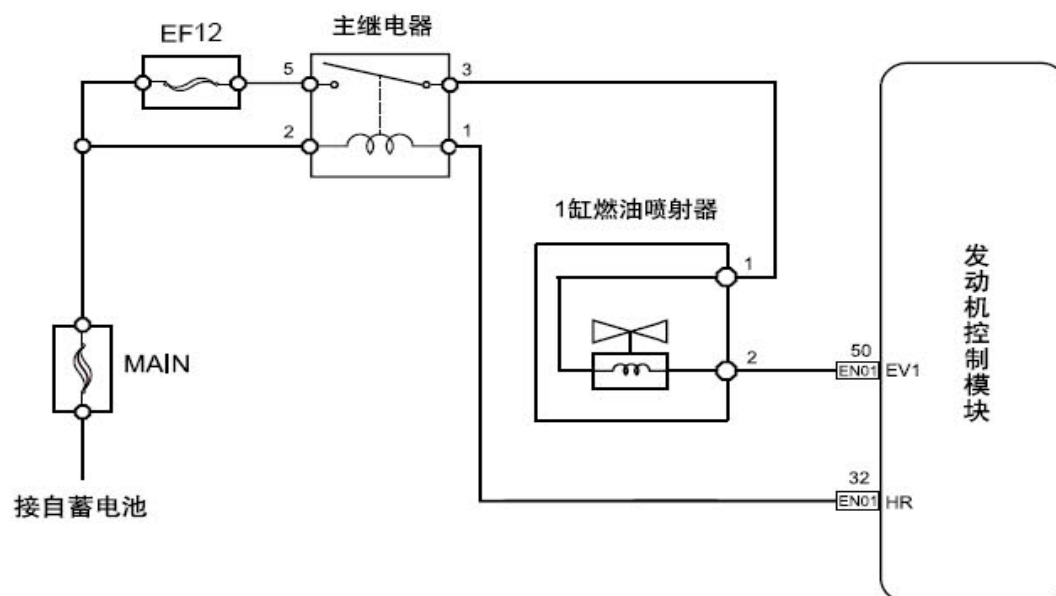 主继电器
EF12
5
3
2
1
1缸燃油喷射器
1
发动机控制模块
MAIN
2
50
EN01
EV1
32
EN01
HR
接自蓄电池